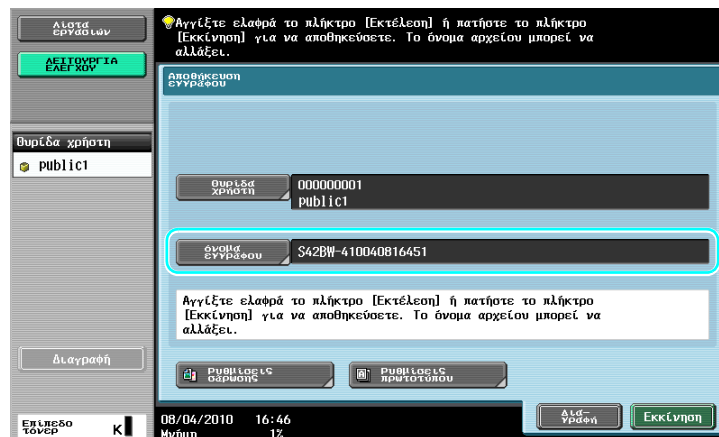 Λίστα
εργασιών
Αγγίξτε ελαφρά το πλήκτρο [Εκτέλεση] ή πατήστε το πλήκτρο
[Εκκίνηση] για να αποθηκεύσετε. Το όνομα αρχείου μπορεί να
αλλάξει.
ΛΕΙΤΟΥΡΓΙΑ
ΕΛΕΓΧΟΥ
Αποθήκευση
εγγράφου
θυρίδα χρήστη
public1
θυρίδα
χρήστη
000000001
public1
όνομα
εγγράφου
S42BW-410040816451
Αγγίξτε ελαφρά το πλήκτρο [Εκτέλεση] ή πατήστε το πλήκτρο
[Εκκίνηση] για να αποθηκεύσετε. Το όνομα αρχείου μπορεί να
αλλάξει.
Διαγραφή
Ρυθμίσεις
σάρωσης
Ρυθμίσεις
πρωτοτύπου
Επίπεδο
τόνερ
K
08/04/2010 16:46
Μνήμη 1%
Δια-
γραφή
Εκκίνηση